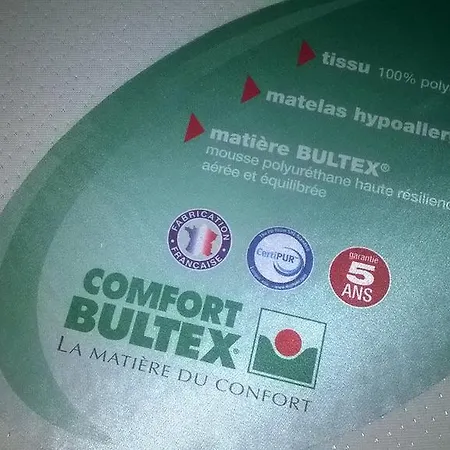 tissu 100% poly
matelas hypoaller
matière BULTEX®
mousse polyuréthane haute résilienc
aérée et équilibrée
FABRICATION
FRANÇAISE
CertiPUR™
garantie
5
ANS
COMFORT
BULTEX®
LA MATIÈRE DU CONFORT